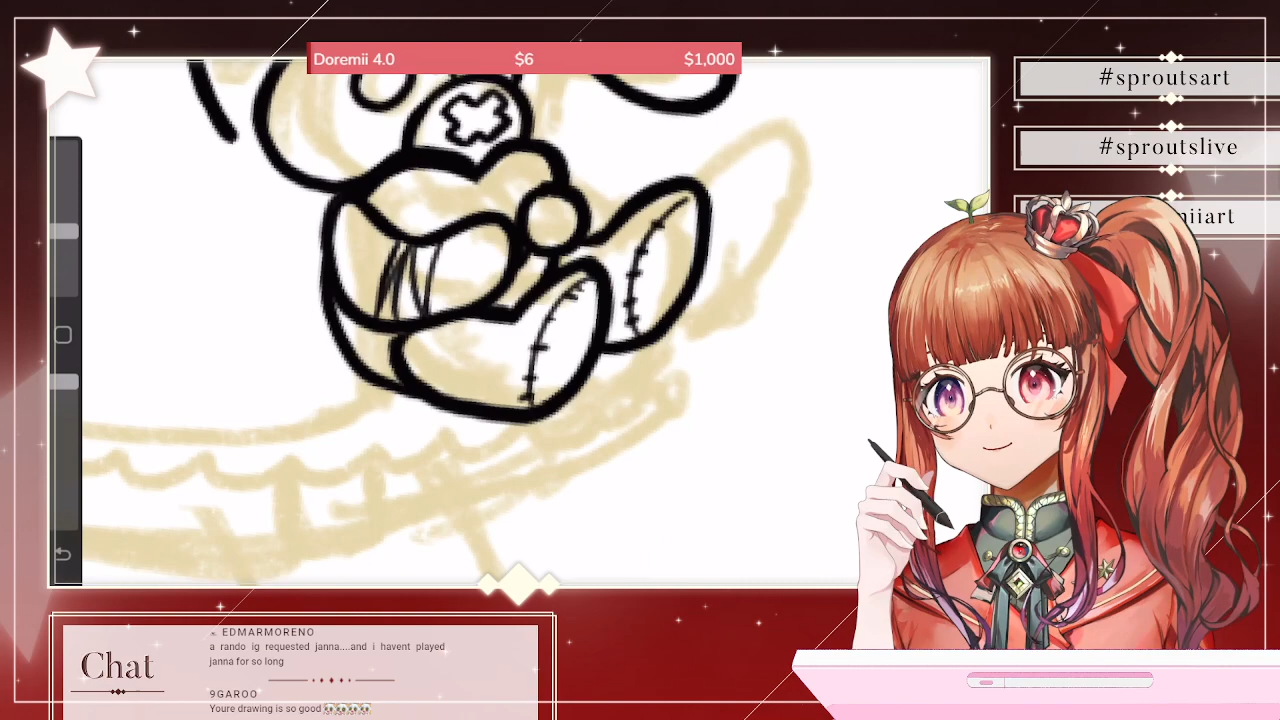 Doremii 4.0 $6 $1,000
#sproutsart
#sproutslive
niiart
Chat
EDMARMORENO
a rando ig requested janna....and i havent played
janna for so long
9GAROO
Youre drawing is so good